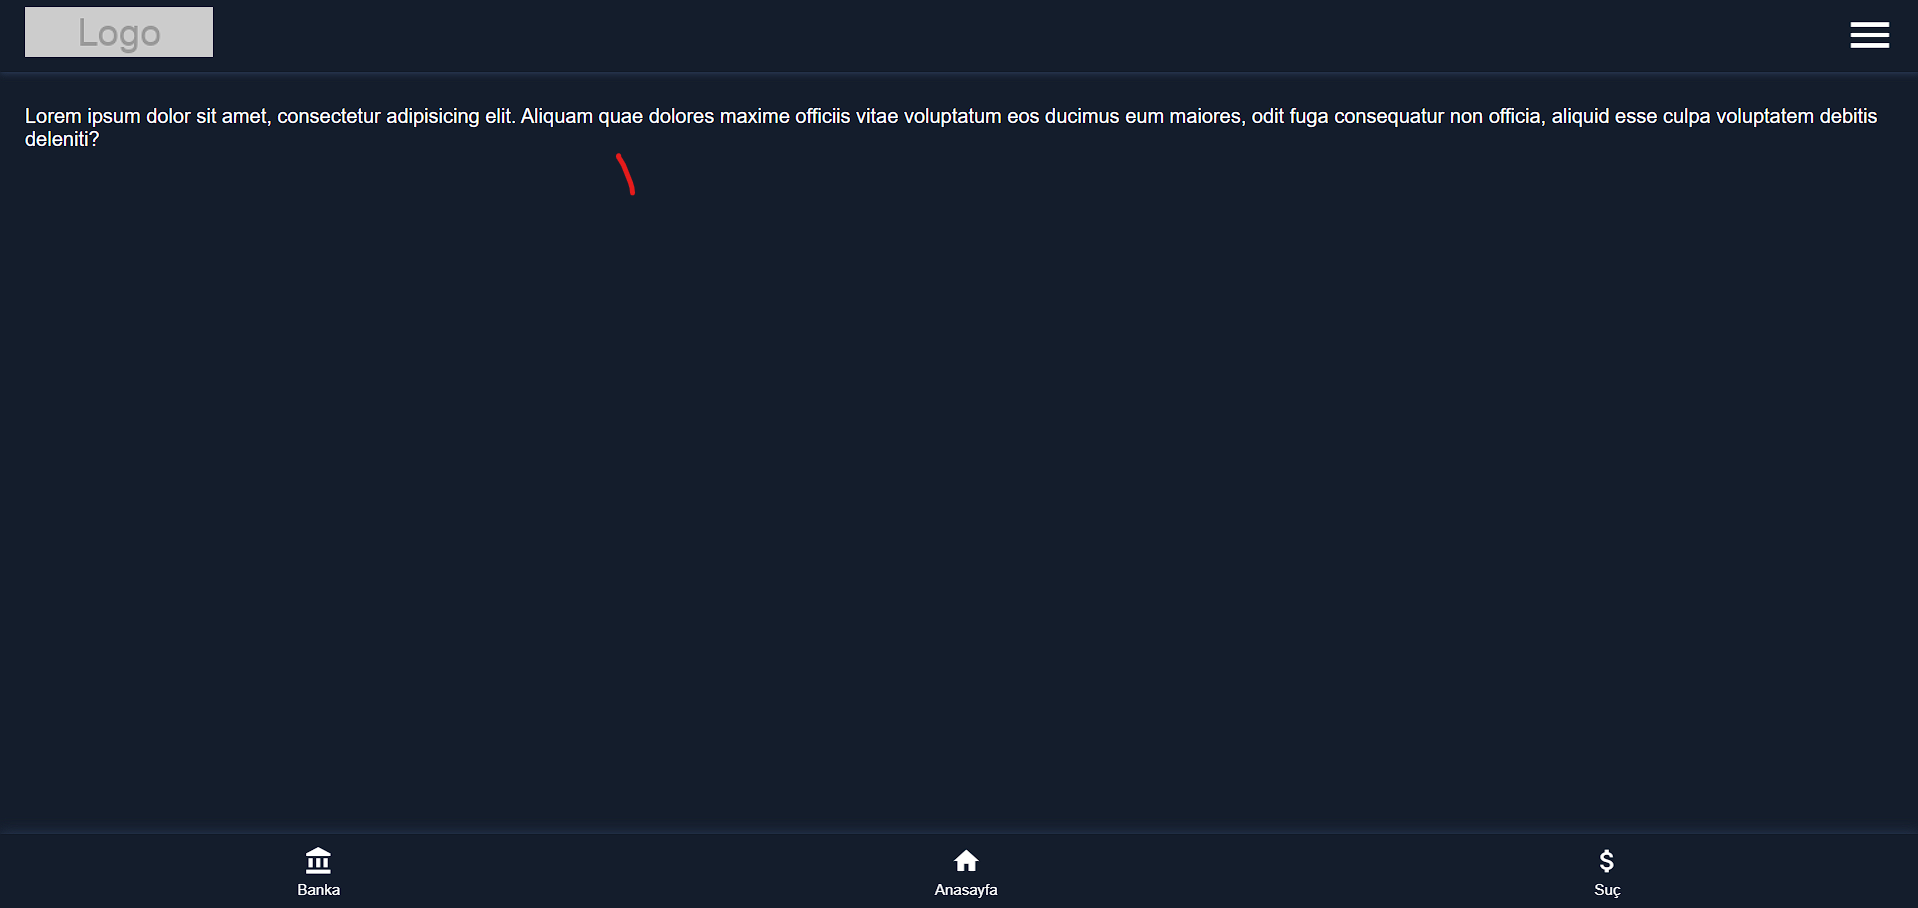 Logo
Lorem ipsum dolor sit amet, consectetur adipisicing elit. Aliquam quae dolores maxime officiis vitae voluptatum eos ducimus eum maiores, odit fuga consequatur non officia, aliquid esse culpa voluptatem debitis
deleniti?
Banka
Anasayfa
Suç